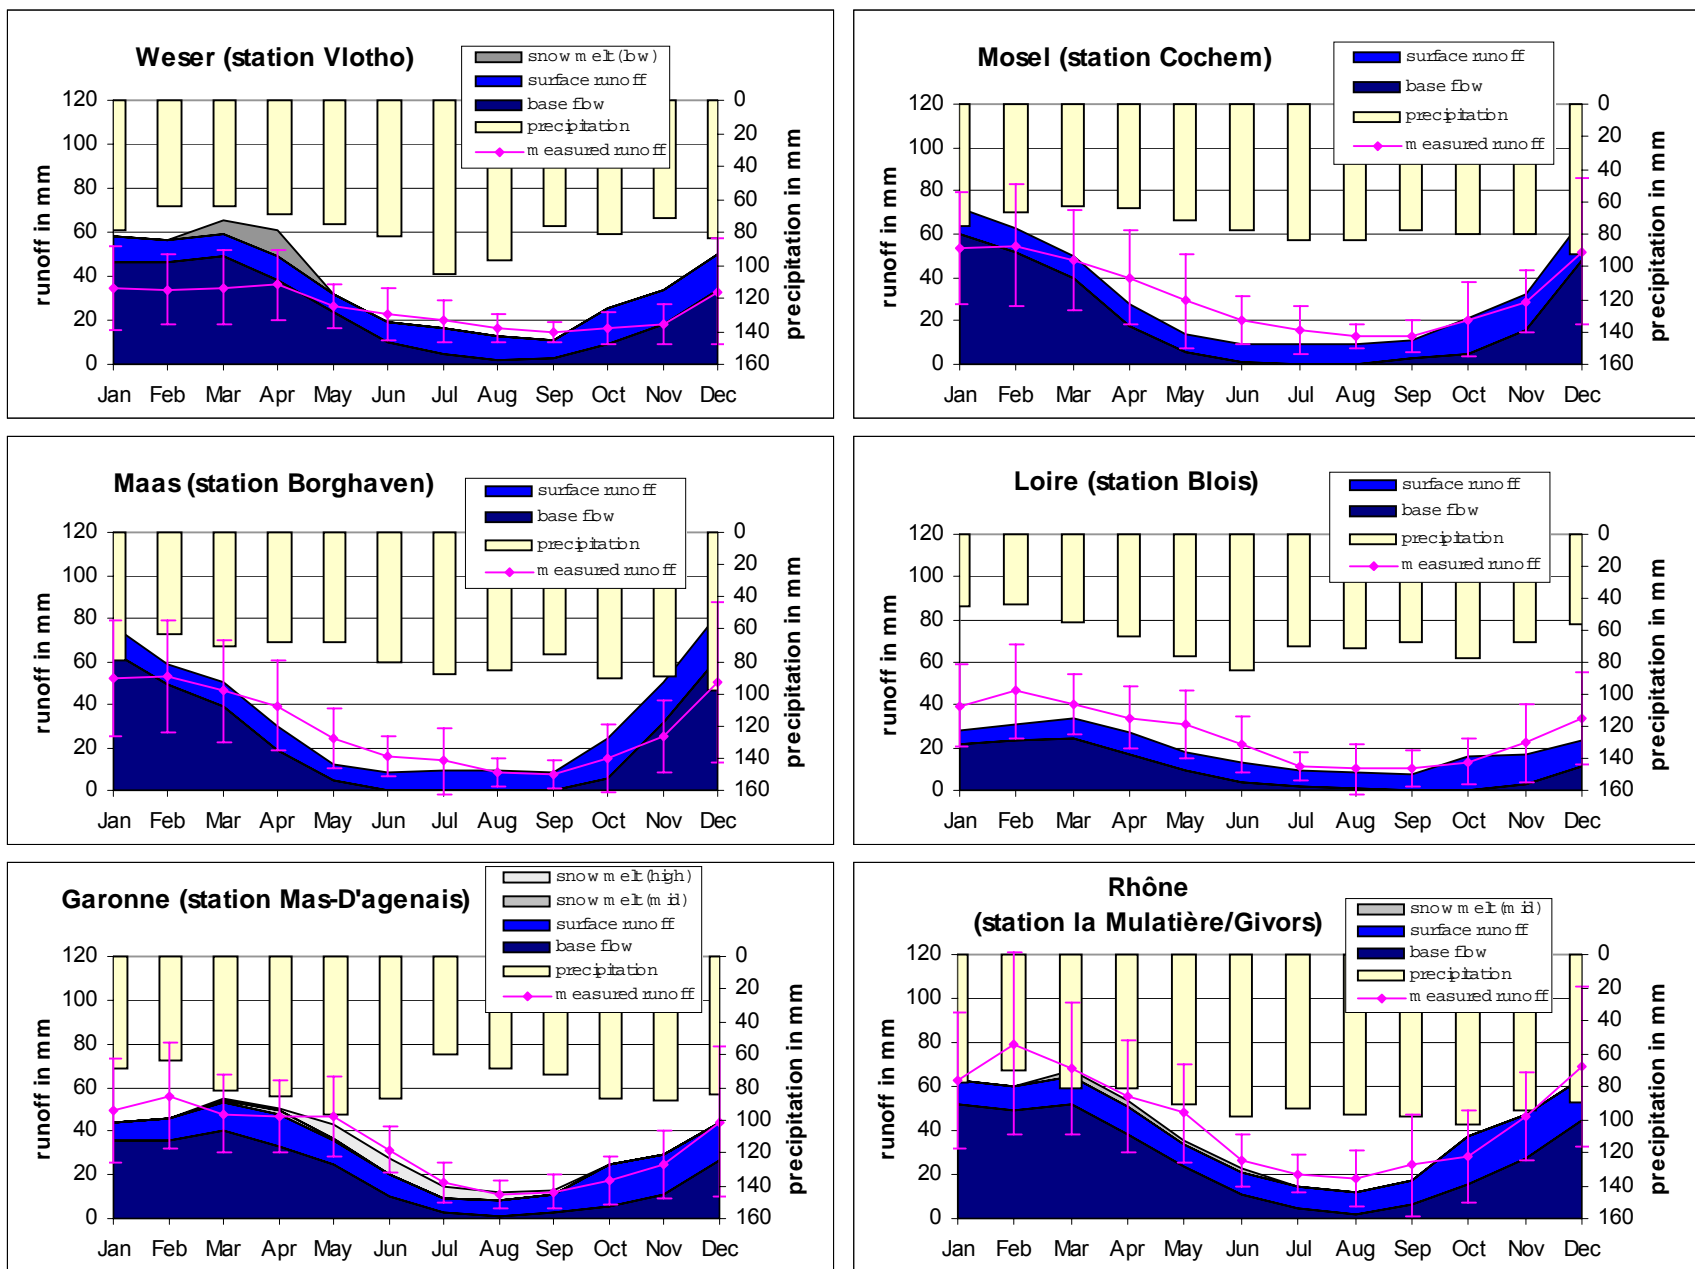 Weser (station Vlotho)
snow melt (low)
surface runoff
base flow
precipitation
measured runoff
120 100 80 60 40 20 0
runoff in mm
0 20 40 60 80 100 120 140 160
precipitation in mm
Jan Feb Mar Apr May Jun Jul Aug Sep Oct Nov Dec
Mosel (station Cochem)
surface runoff
base flow
precipitation
measured runoff
120 100 80 60 40 20 0
runoff in mm
0 20 40 60 80 100 120 140 160
precipitation in mm
Jan Feb Mar Apr May Jun Jul Aug Sep Oct Nov Dec
Maas (station Borghaven)
surface runoff
base flow
precipitation
measured runoff
120 100 80 60 40 20 0
runoff in mm
0 20 40 60 80 100 120 140 160
precipitation in mm
Jan Feb Mar Apr May Jun Jul Aug Sep Oct Nov Dec
Loire (station Blois)
surface runoff
base flow
precipitation
measured runoff
120 100 80 60 40 20 0
runoff in mm
0 20 40 60 80 100 120 140 160
precipitation in mm
Jan Feb Mar Apr May Jun Jul Aug Sep Oct Nov Dec
Garonne (station Mas-D'agenais)
snow melt (high)
snow melt (mid)
surface runoff
base flow
precipitation
measured runoff
120 100 80 60 40 20 0
runoff in mm
0 20 40 60 80 100 120 140 160
precipitation in mm
Jan Feb Mar Apr May Jun Jul Aug Sep Oct Nov Dec
Rhône
(station la Mulatière/Givors)
snow melt (mid)
surface runoff
base flow
precipitation
measured runoff
120 100 80 60 40 20 0
runoff in mm
0 20 40 60 80 100 120 140 160
precipitation in mm
Jan Feb Mar Apr May Jun Jul Aug Sep Oct Nov Dec